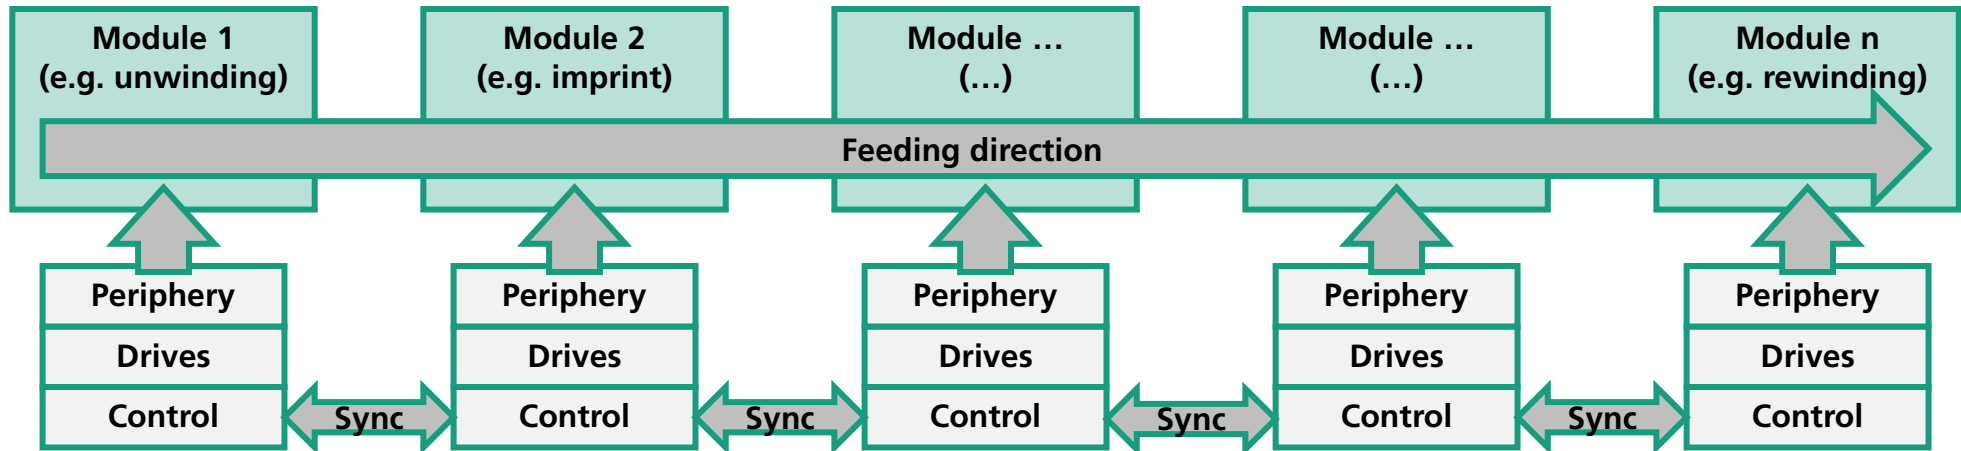 Module 1
(e.g. unwinding)
Module 2
(e.g. imprint)
Module …
(…)
Module …
(…)
Module n
(e.g. rewinding)
Feeding direction
Periphery
Drives
Control
Sync
Periphery
Drives
Control
Sync
Periphery
Drives
Control
Sync
Periphery
Drives
Control
Sync
Periphery
Drives
Control